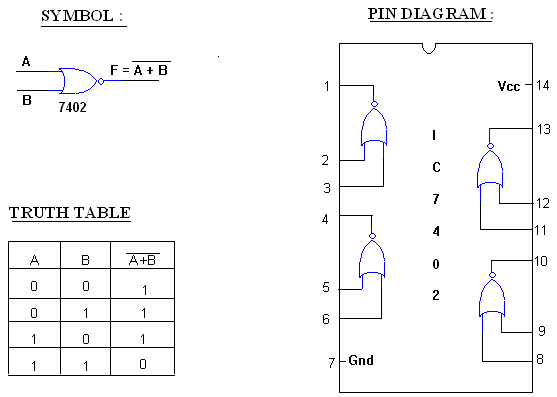 SYMBOL :
A
B
F = A + B
7402
TRUTH TABLE
A B A+B
0 0 1
0 1 1
1 0 1
1 1 0
PIN DIAGRAM :
1
2
3
4
5
6
7 Gnd
I
C
7
4
0
2
Vcc 14
13
12
11
10
9
8